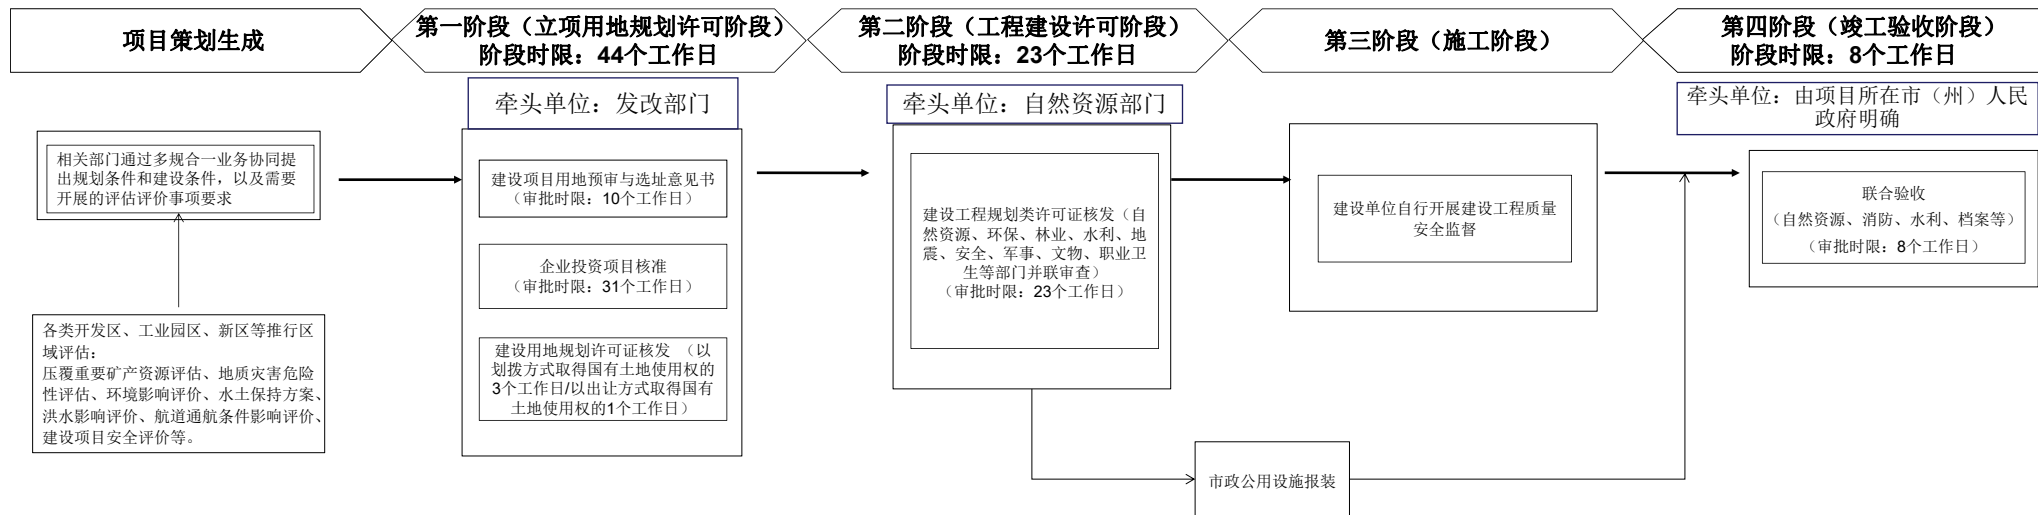 项目策划生成
第一阶段（立项用地规划许可阶段）
阶段时限：44个工作日
第二阶段（工程建设许可阶段）
阶段时限：23个工作日
第三阶段（施工阶段）
第四阶段（竣工验收阶段）
阶段时限：8个工作日
牵头单位：发改部门
牵头单位：自然资源部门
牵头单位：由项目所在市（州）人民
政府明确
相关部门通过多规合一业务协同提
出规划条件和建设条件，以及需要
开展的评估评价事项要求
各类开发区、工业园区、新区等推行区
域评估：
压覆重要矿产资源评估、地质灾害危险
性评估、环境影响评价、水土保持方案、
洪水影响评价、航道通航条件影响评价、
建设项目安全评价等。
建设项目用地预审与选址意见书
（审批时限：10个工作日）
企业投资项目核准
（审批时限：31个工作日）
建设用地规划许可证核发 （以
划拨方式取得国有土地使用权的
3个工作日/以出让方式取得国有
土地使用权的1个工作日）
建设工程规划类许可证核发（自
然资源、环保、林业、水利、地
震、安全、军事、文物、职业卫
生等部门并联审查）
（审批时限：23个工作日）
建设单位自行开展建设工程质量
安全监督
联合验收
（自然资源、消防、水利、档案等）
（审批时限：8个工作日）
市政公用设施报装